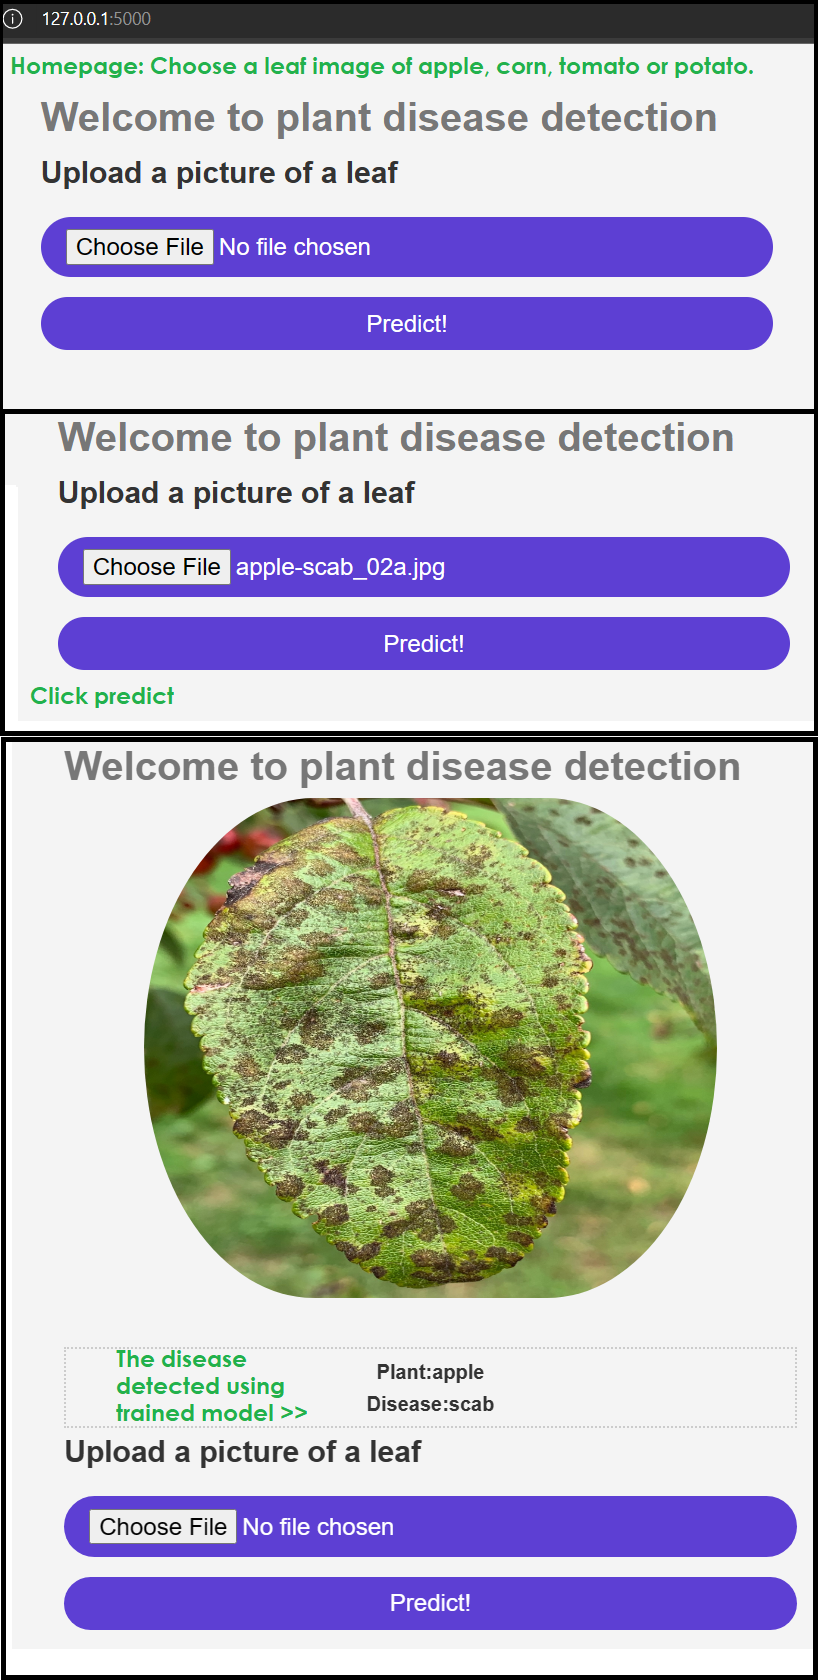 127.0.0.1:5000
Homepage: Choose a leaf image of apple, corn, tomato or potato.
Welcome to plant disease detection
Upload a picture of a leaf
Choose File No file chosen
Predict!
Welcome to plant disease detection
Upload a picture of a leaf
Choose File apple-scab_02a.jpg
Predict!
Click predict
Welcome to plant disease detection
The disease
detected using
trained model >>
Plant:apple
Disease:scab
Upload a picture of a leaf
Choose File No file chosen
Predict!